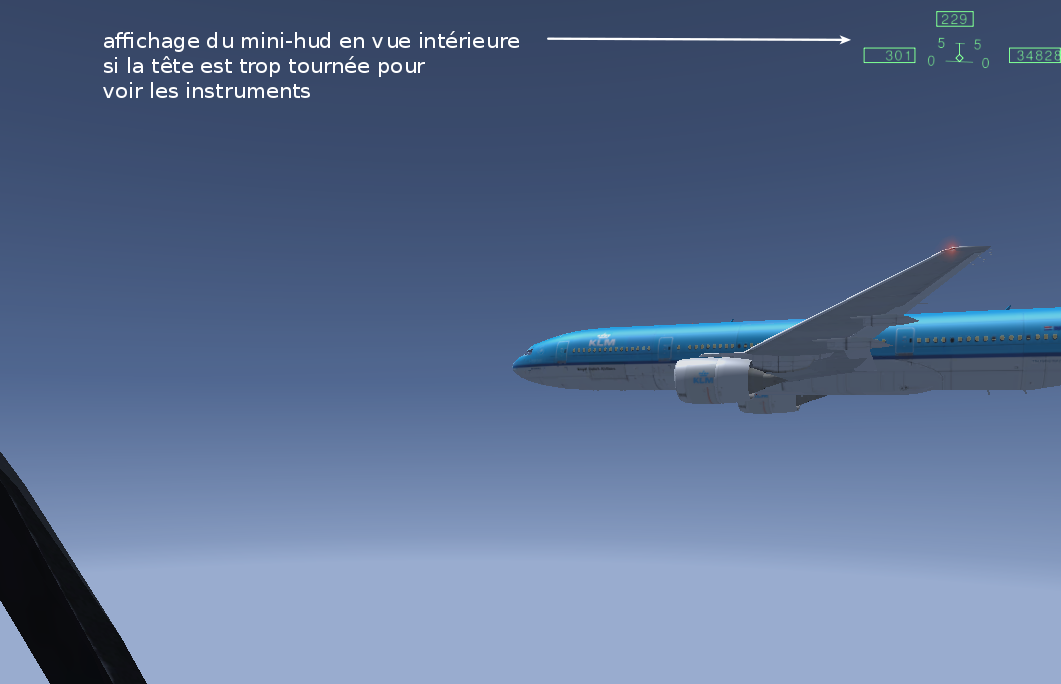 affichage du mini-hud en vue intérieure
si la tête est trop tournée pour
voir les instruments
229
5 5
301 34828
0 0
KLM
KLM